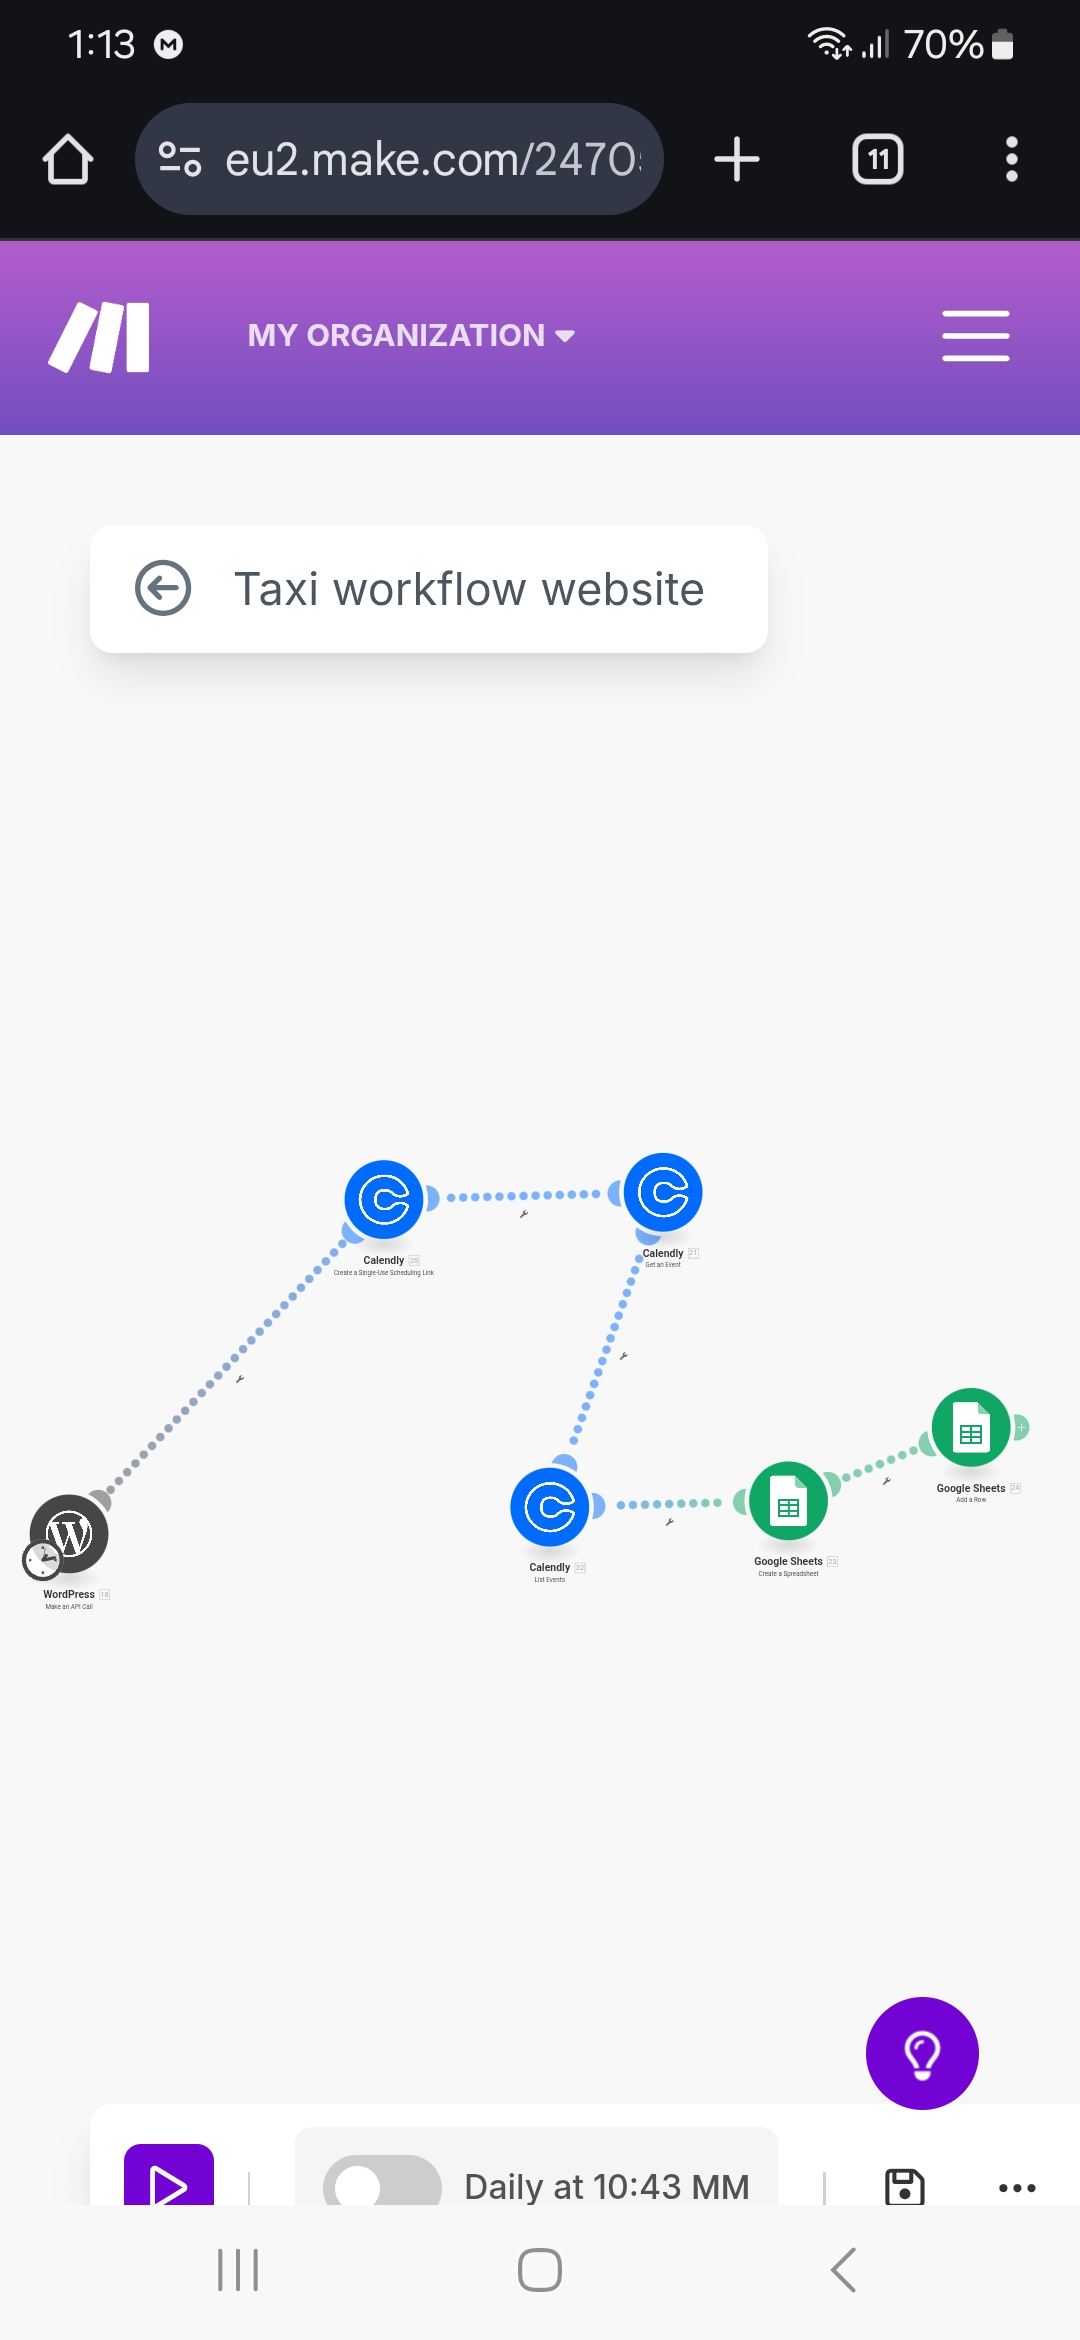 1:13
70%
eu2.make.com/2470
11
MY ORGANIZATION
Taxi workflow website
Calendly 20
Create a Single-Use Scheduling Link
Calendly 21
Get an Event
Google Sheets 24
Add a Row
Calendly 22
List Events
Google Sheets 23
Create a Spreadsheet
WordPress 18
Make an API Call
Daily at 10:43 MM